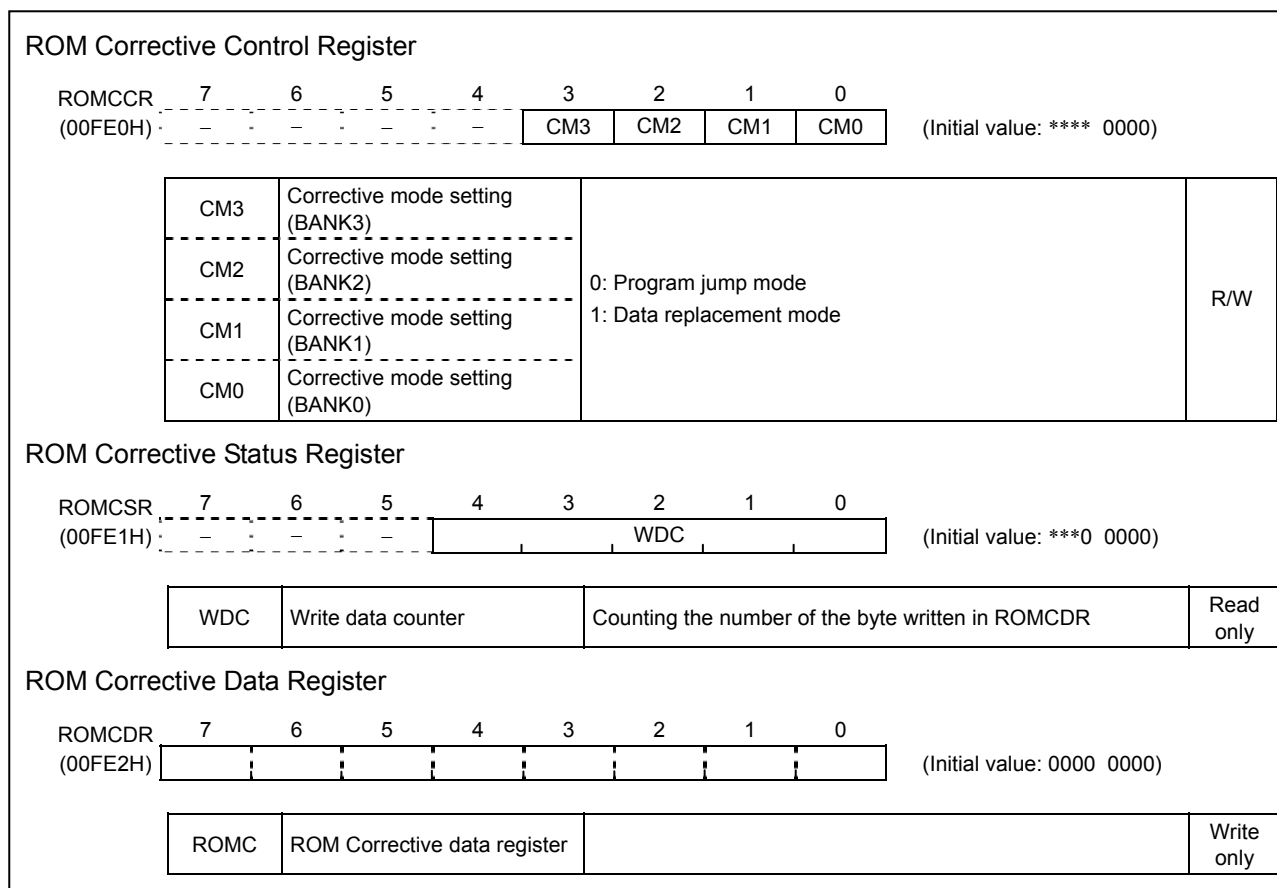 ROM Corrective Control Register
ROMCCR 7 6 5 4 3 2 1 0
(00FE0H) – – – – CM3 CM2 CM1 CM0 (Initial value: **** 0000)
CM3 Corrective mode setting
(BANK3)
CM2 Corrective mode setting
(BANK2)
0: Program jump mode
1: Data replacement mode
R/W
CM1 Corrective mode setting
(BANK1)
CM0 Corrective mode setting
(BANK0)
ROM Corrective Status Register
ROMCSR 7 6 5 4 3 2 1 0
(00FE1H) – – – WDC (Initial value: ***0 0000)
WDC Write data counter Counting the number of the byte written in ROMCDR Read
only
ROM Corrective Data Register
ROMCDR 7 6 5 4 3 2 1 0
(00FE2H) (Initial value: 0000 0000)
ROMC ROM Corrective data register Write
only